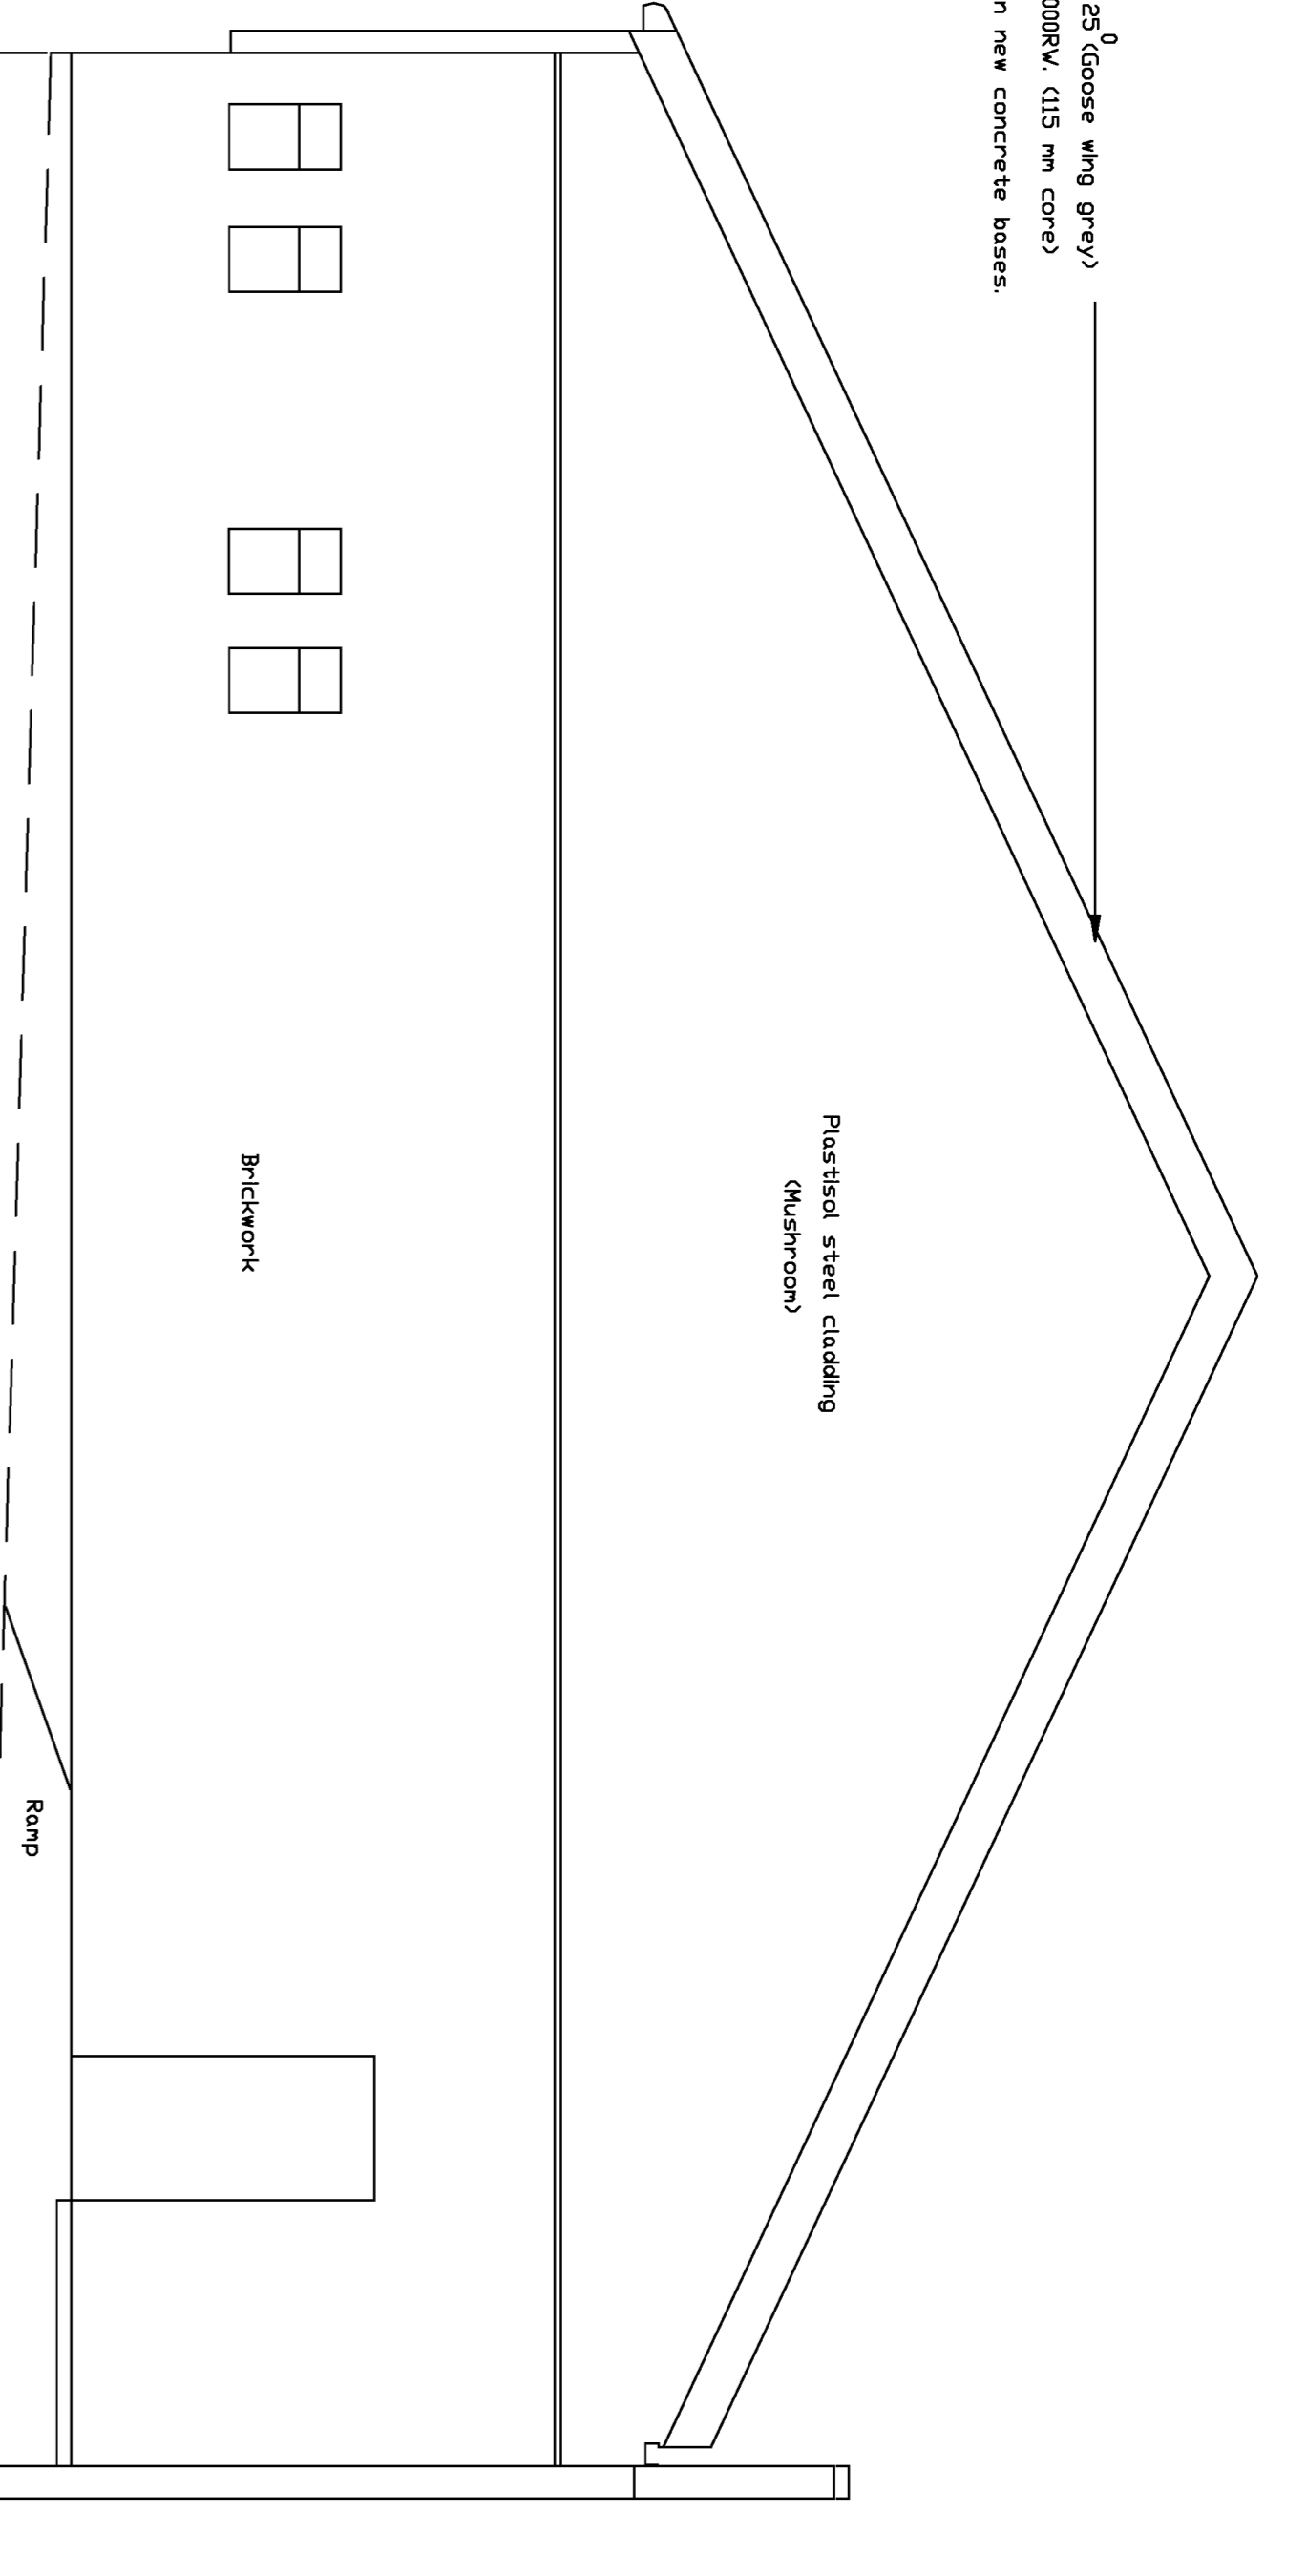 25⁰ (Goose wing grey)
000RW. (115 mm core)
n new concrete bases.
Plastisol steel cladding
(Mushroom)
Brickwork
Ramp